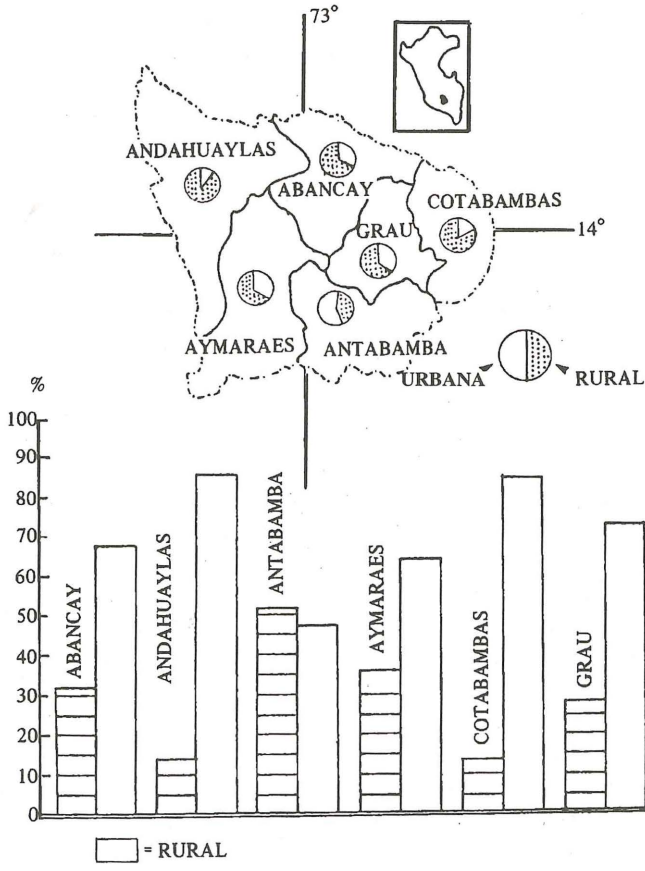 73°
ANDAHUAYLAS
ABANCAY
COTABAMBAS
GRAU
14°
AYMARAES
ANTABAMBA
URBANA
RURAL
%
100
90
80
70
60
50
40
30
20
10
0
ABANCAY
ANDAHUAYLAS
ANTABAMBA
AYMARAES
COTABAMBAS
GRAU
= RURAL